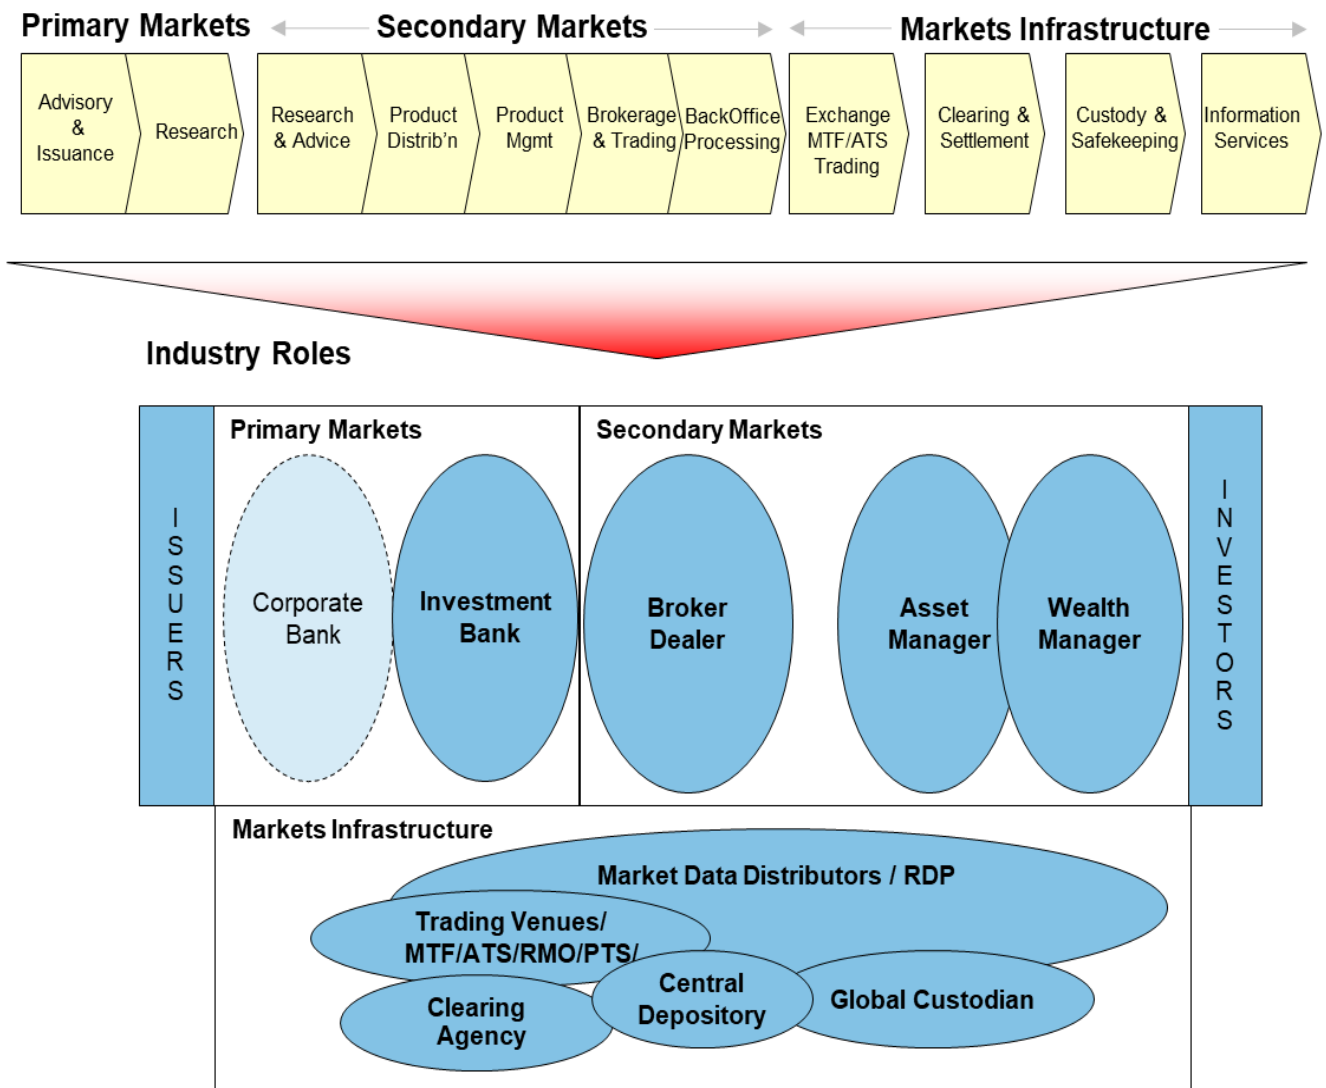 Primary Markets
Secondary Markets
Markets Infrastructure
Advisory
&
Issuance
Research
Research
& Advice
Product
Distrib'n
Product
Mgmt
Brokerage
& Trading
BackOffice
Processing
Exchange
MTF/ATS
Trading
Clearing &
Settlement
Custody &
Safekeeping
Information
Services
Industry Roles
ISSUERS
Primary Markets
Corporate
Bank
Investment
Bank
Secondary Markets
Broker
Dealer
Asset
Manager
Wealth
Manager
INVESTORS
Markets Infrastructure
Market Data Distributors / RDP
Trading Venues/
MTF/ATS/RMO/PTS/
Clearing
Agency
Central
Depository
Global Custodian